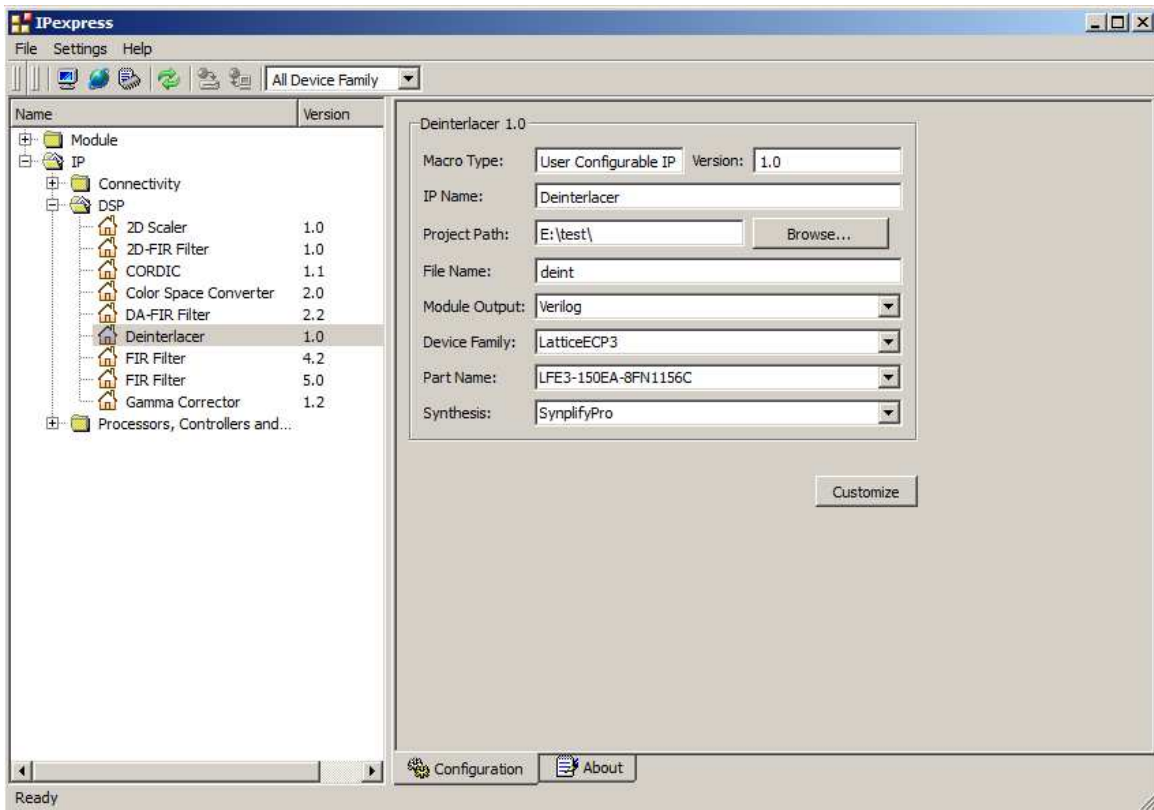 IPexpress
File Settings Help
All Device Family
Name Version
Module
IP
Connectivity
DSP
2D Scaler 1.0
2D-FIR Filter 1.0
CORDIC 1.1
Color Space Converter 2.0
DA-FIR Filter 2.2
Deinterlacer 1.0
FIR Filter 4.2
FIR Filter 5.0
Gamma Corrector 1.2
Processors, Controllers and...
Deinterlacer 1.0
Macro Type: User Configurable IP Version: 1.0
IP Name: Deinterlacer
Project Path: E:\test\ Browse...
File Name: deint
Module Output: Verilog
Device Family: LatticeECP3
Part Name: LFE3-150EA-8FN1156C
Synthesis: SynplifyPro
Customize
Configuration About
Ready